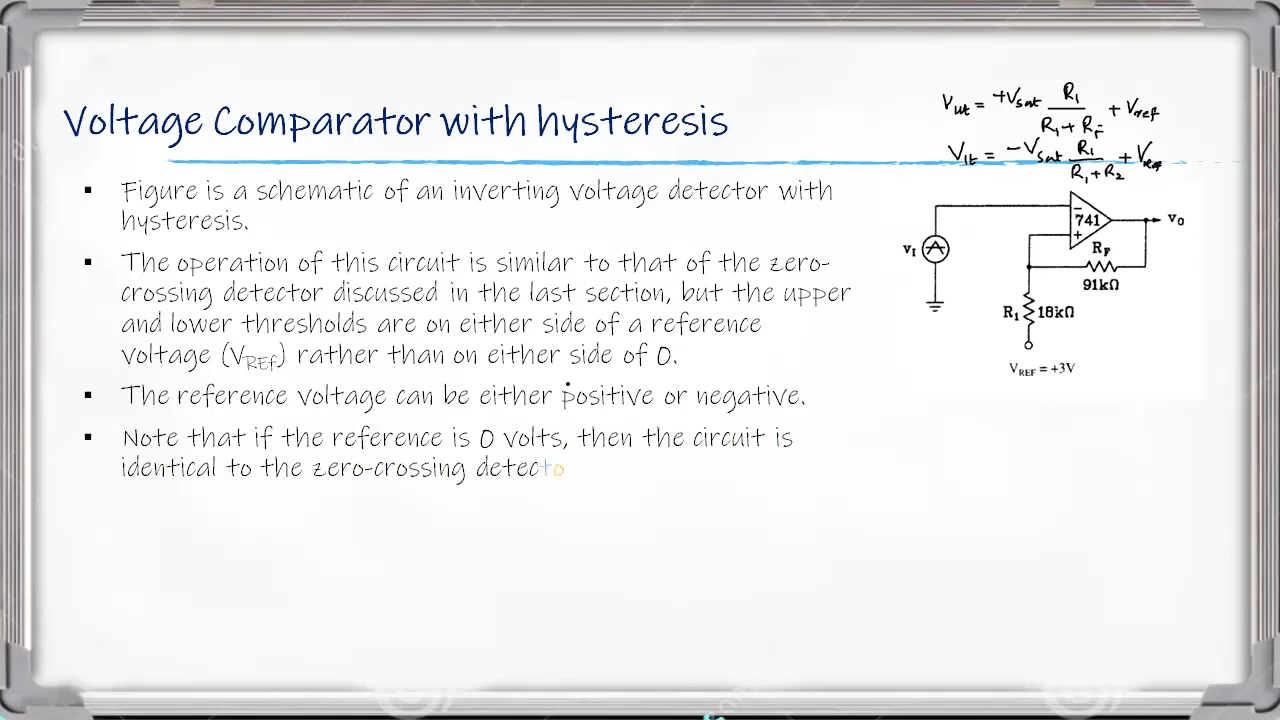 Voltage Comparator with hysteresis
▪ Figure is a schematic of an inverting voltage detector with
hysteresis.
▪ The operation of this circuit is similar to that of the zero-
crossing detector discussed in the last section, but the upper
and lower thresholds are on either side of a reference
voltage (VREf) rather than on either side of 0.
▪ The reference voltage can be either positive or negative.
▪ Note that if the reference is 0 volts, then the circuit is
identical to the zero-crossing detecto
Vut = +Vsat R1 / R1 + RF + Vref
Vlt = -Vsat R1 / R1 + R2 + Vref
−
741
+
VO
VI
RF
91kΩ
R1 18kΩ
VREF = +3V